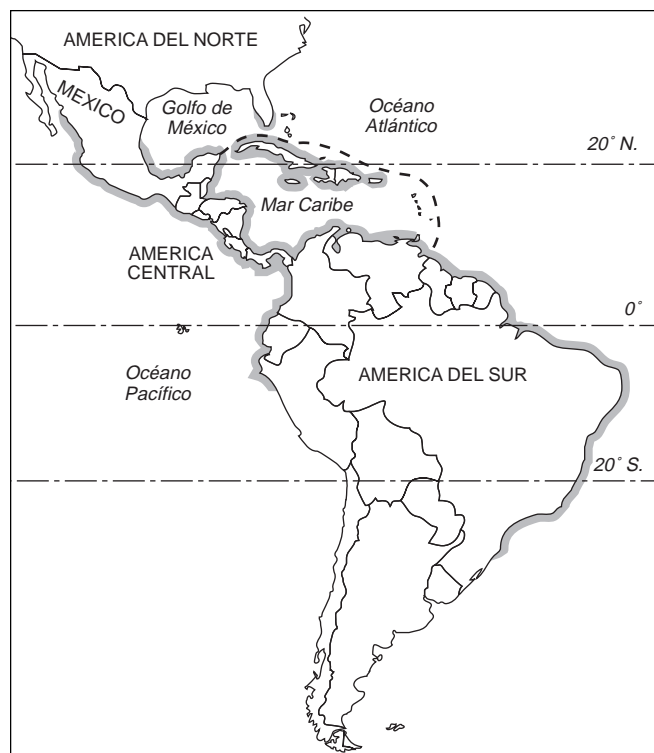 AMERICA DEL NORTE
MEXICO
Golfo de
México
Océano
Atlántico
20° N.
Mar Caribe
AMERICA
CENTRAL
0°
Océano
Pacífico
AMERICA DEL SUR
20° S.